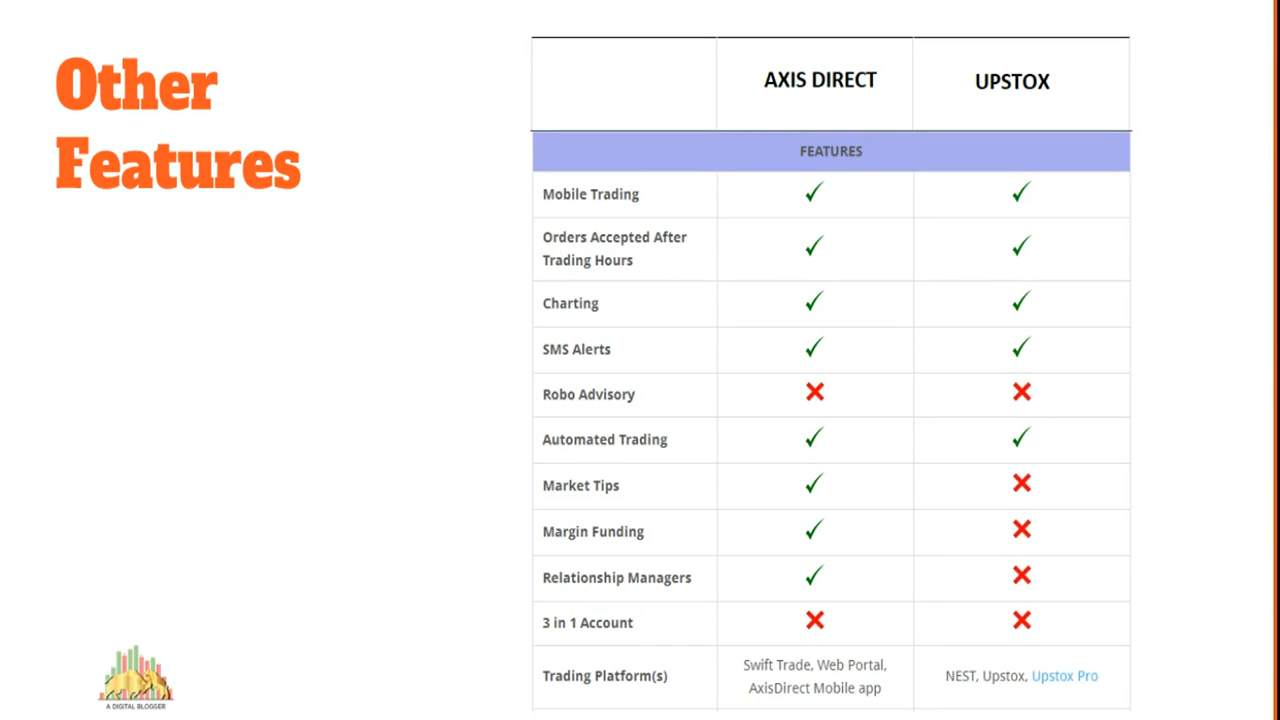 Other
Features
AXIS DIRECT
UPSTOX
FEATURES
Mobile Trading
Orders Accepted After
Trading Hours
Charting
SMS Alerts
Robo Advisory
Automated Trading
Market Tips
Margin Funding
Relationship Managers
3 in 1 Account
Trading Platform(s)
Swift Trade, Web Portal,
AxisDirect Mobile app
NEST, Upstox, Upstox Pro
A DIGITAL BLOGGER